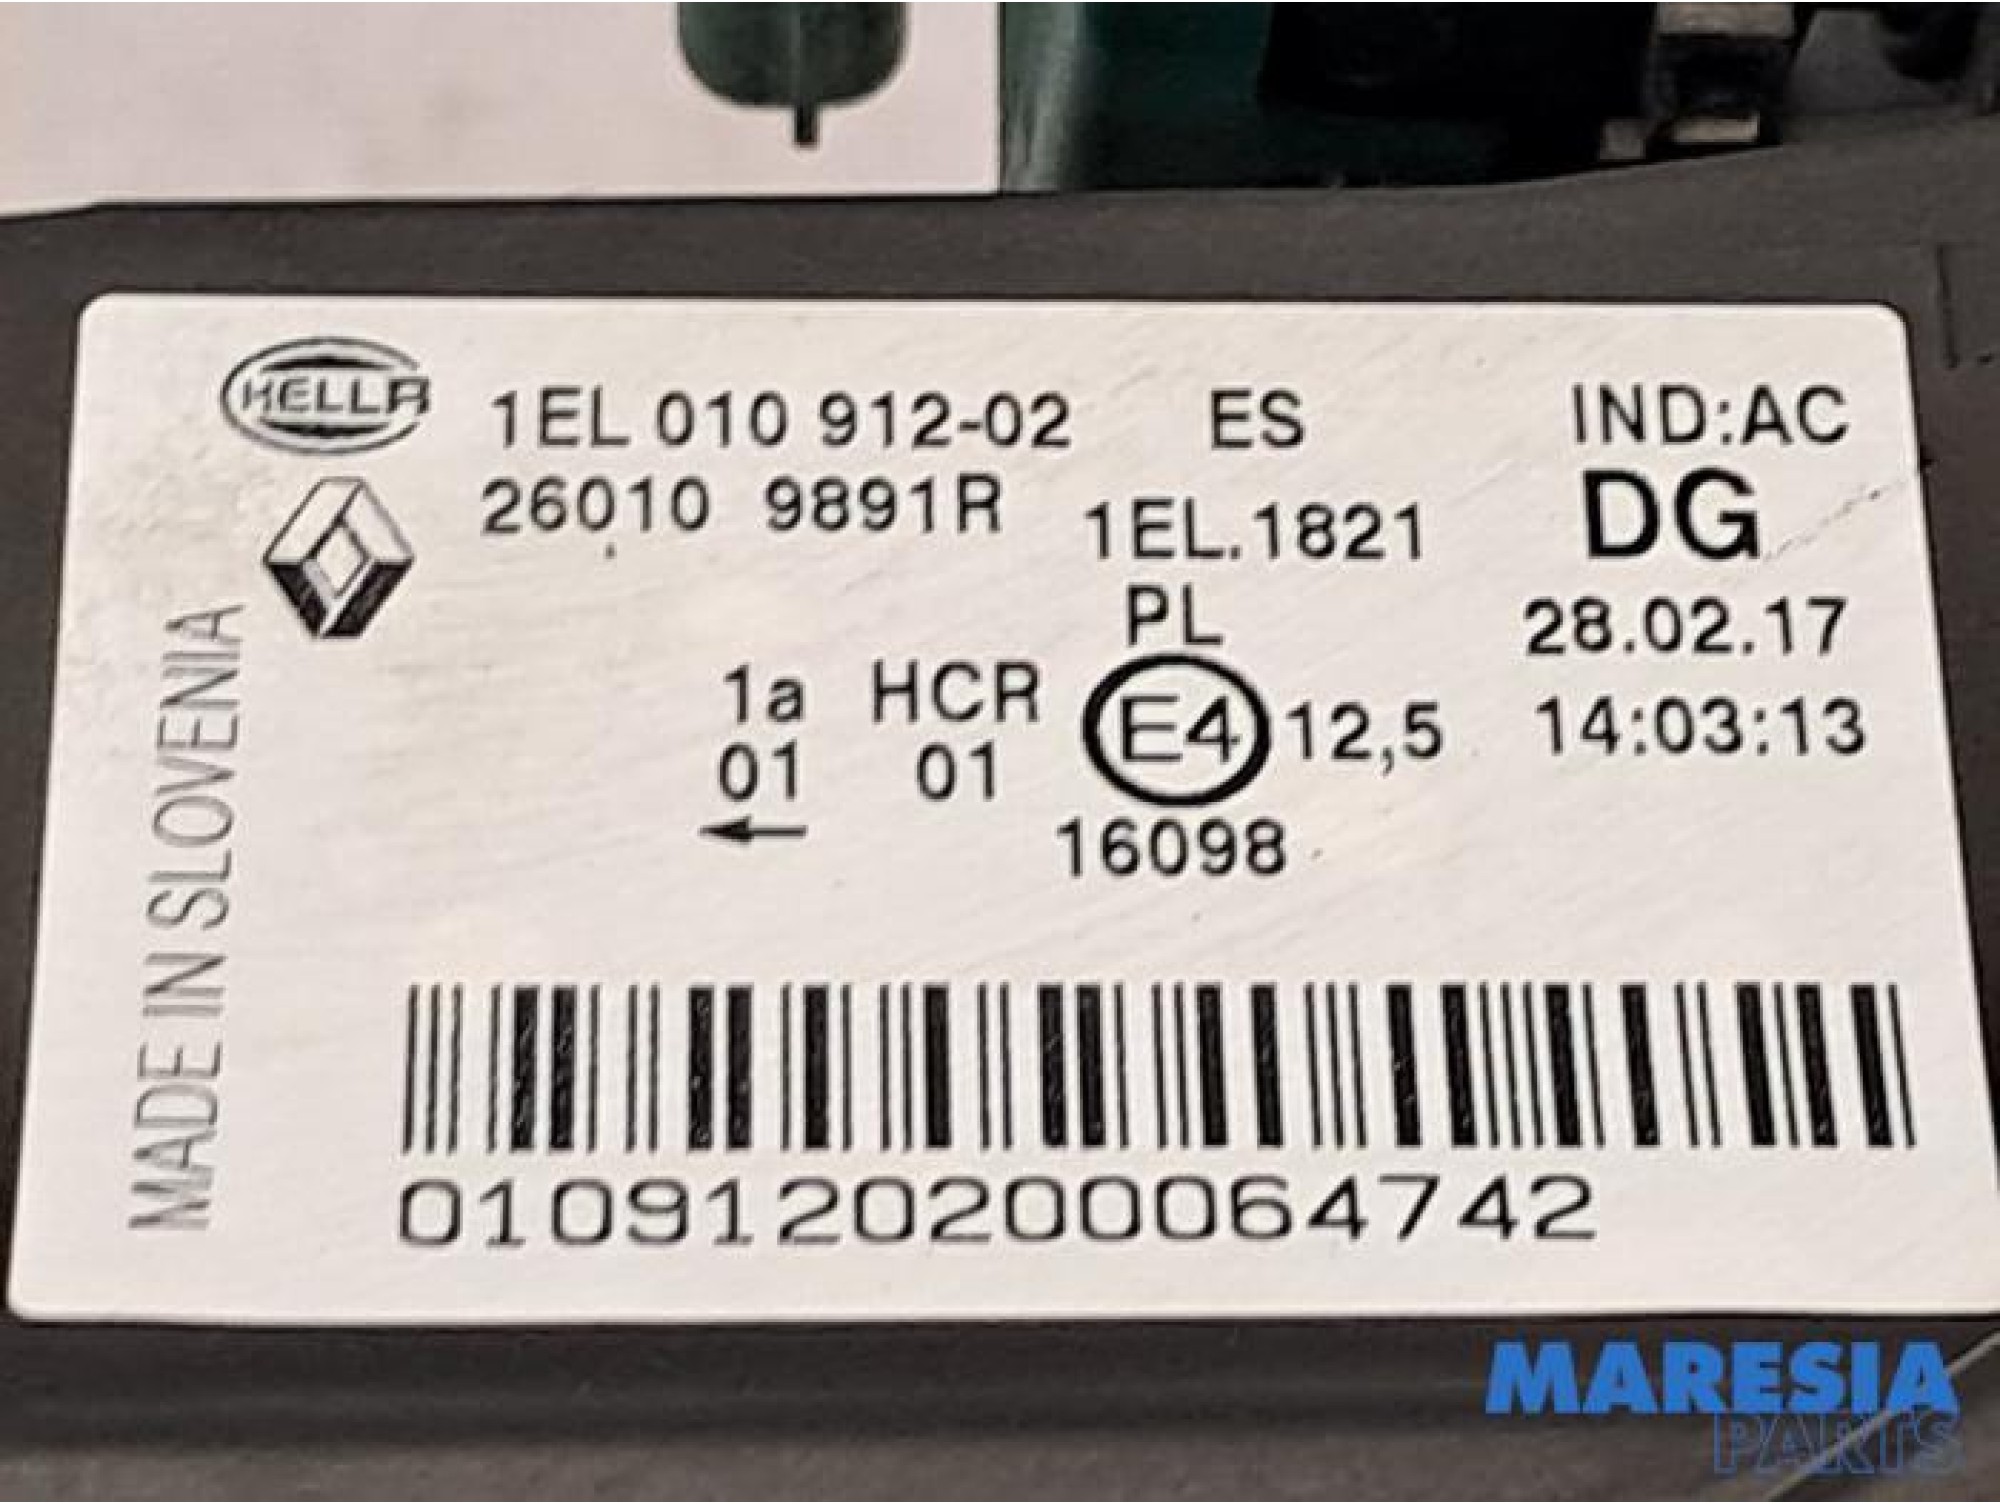 HELLA
1EL 010 912-02 ES IND:AC
26010 9891R 1EL.1821 DG
PL 28.02.17
1a HCR E4 12,5 14:03:13
01 01
16098
MADE IN SLOVENIA
0109120200064742
MARESIA
PARTS